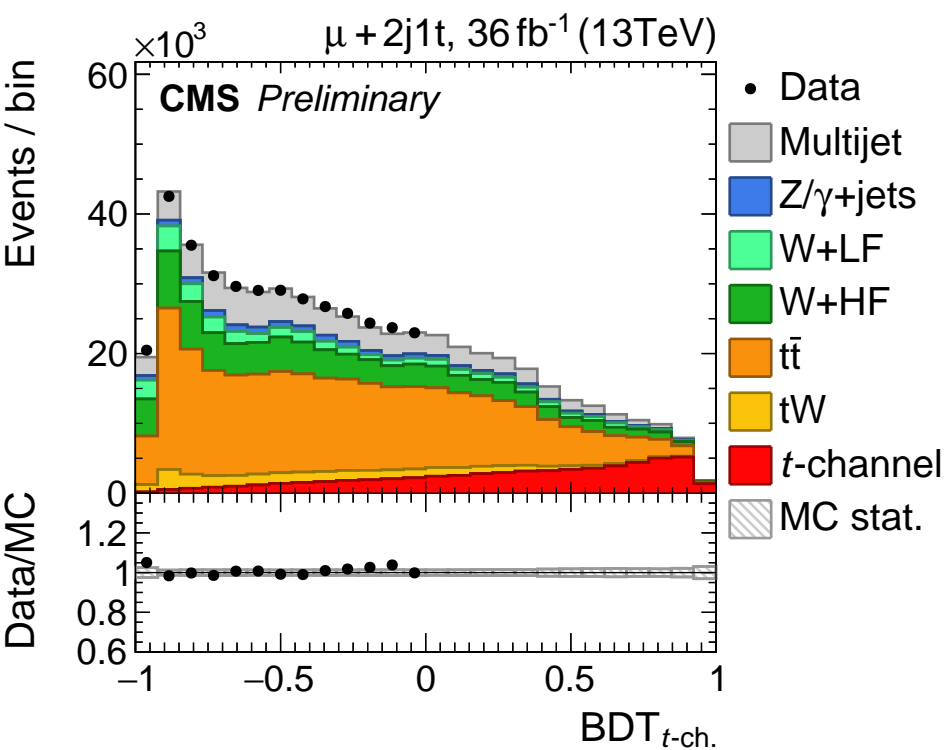 ×10³
μ + 2j1t, 36 fb⁻¹ (13TeV)
CMS Preliminary
Events / bin
60
40
20
0
Data
Multijet
Z/γ+jets
W+LF
W+HF
tt̄
tW
t-channel
MC stat.
Data/MC
1.2
1
0.8
0.6
−1
−0.5
0
0.5
1
BDT t-ch.